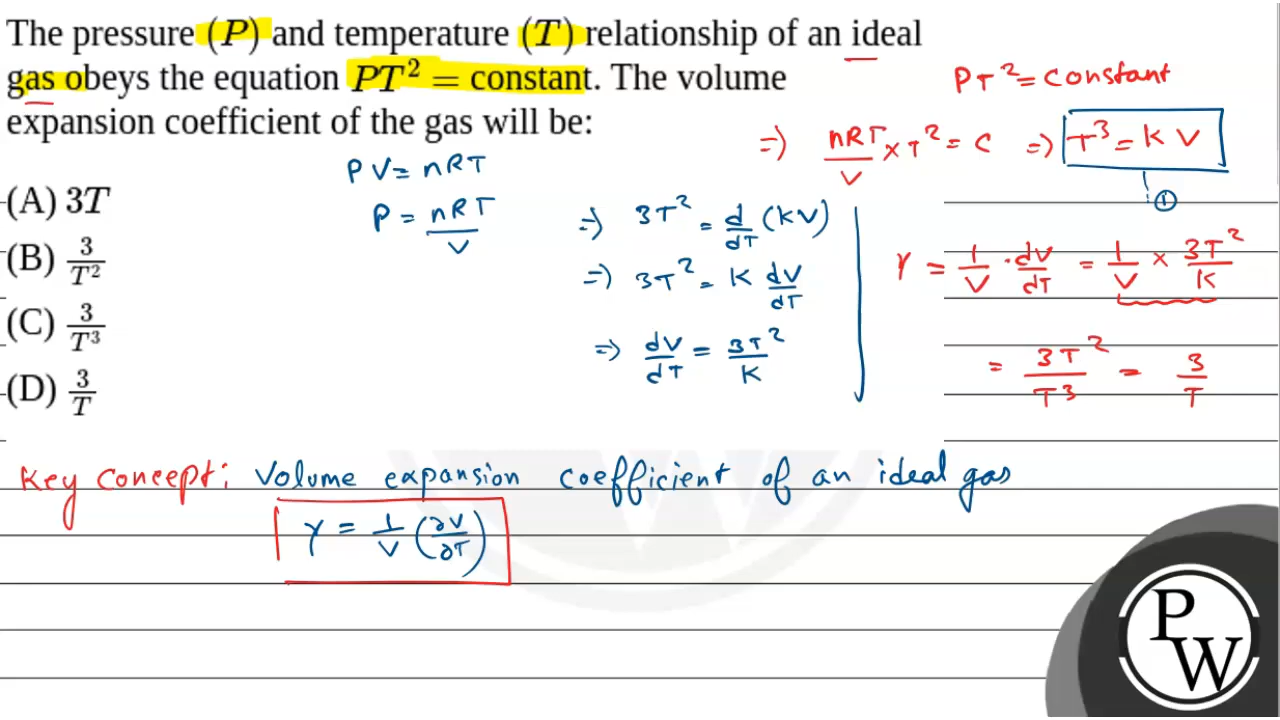 The pressure (P) and temperature (T) relationship of an ideal
gas obeys the equation PT² = constant. The volume
expansion coefficient of the gas will be:
(A) 3T
(B) 3/T²
(C) 3/T³
(D) 3/T
PV = nRT
P = nRT/V
PT² = constant
=) nRT/V × T² = C =) T³ = KV
①
=) 3T² = d/dT (KV)
=) 3T² = K dV/dT
=) dV/dT = 3T²/K
γ = 1/V · dV/dT = 1/V × 3T²/K
= 3T²/T³ = 3/T
Key concept: Volume expansion coefficient of an ideal gas
γ = 1/V (∂V/∂T)
PW